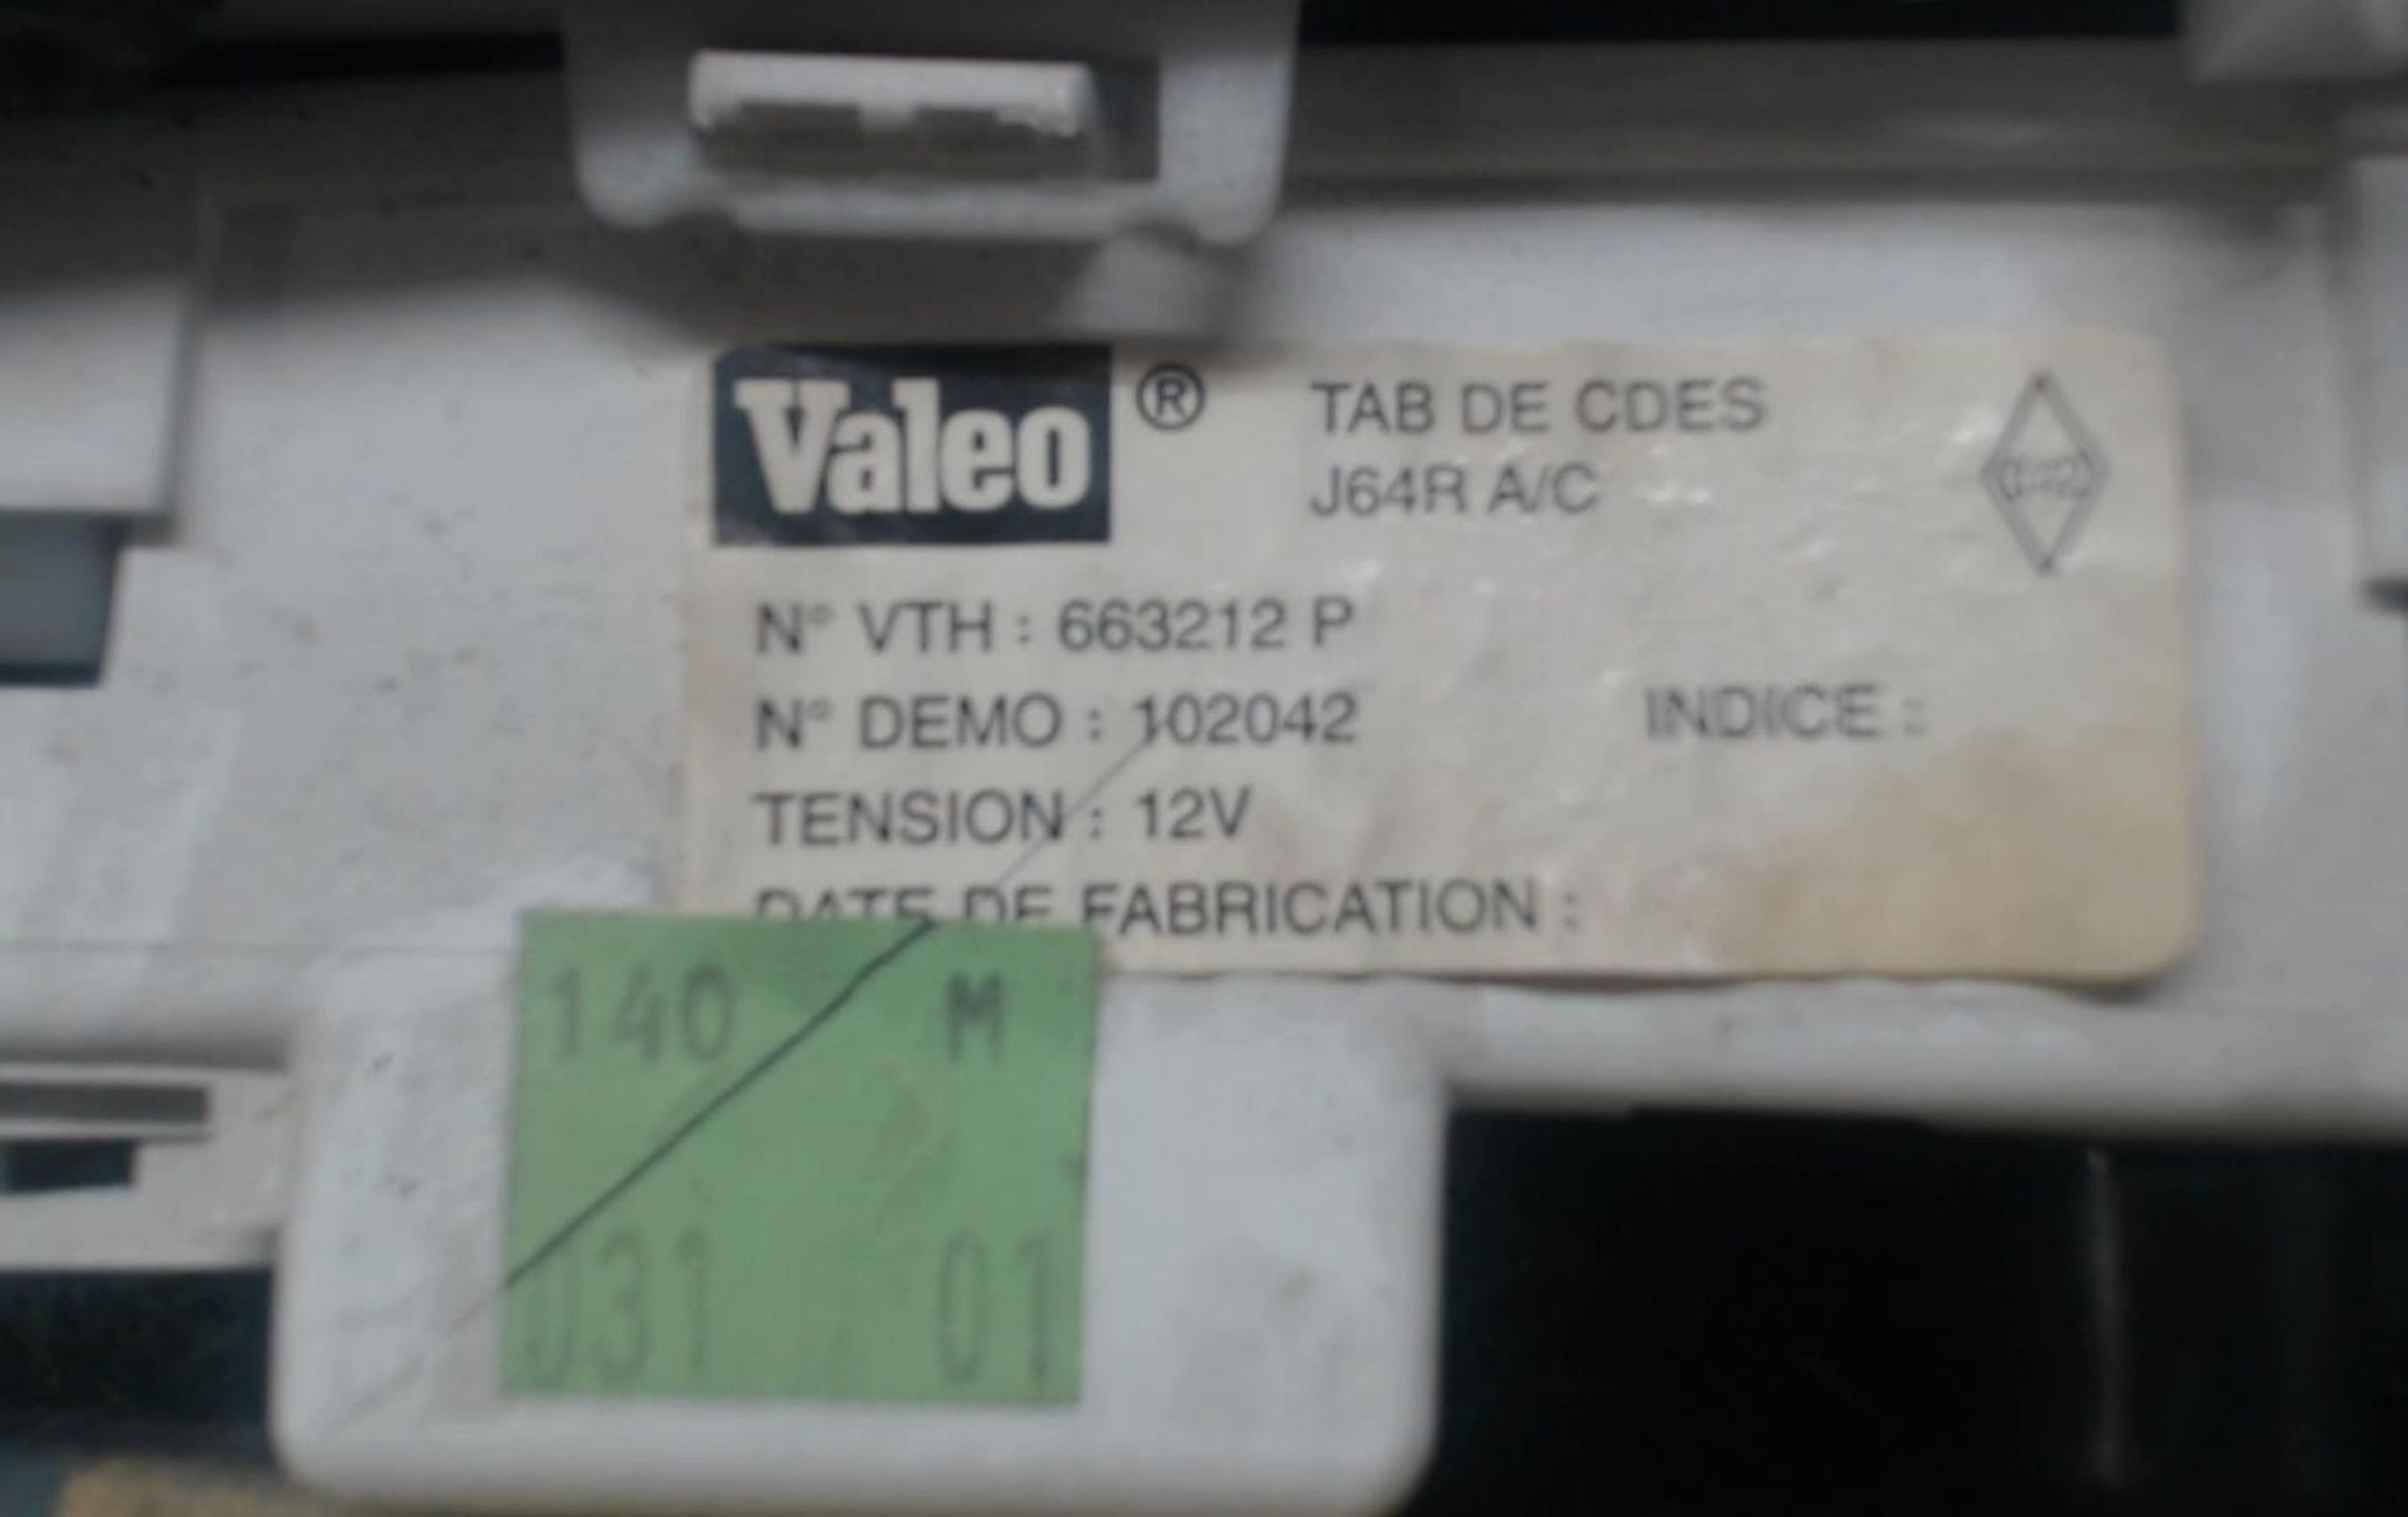 Valeo ®
TAB DE CDES
J64R A/C
N° VTH : 663212 P
N° DEMO : 102042
INDICE :
TENSION : 12V
DATE DE FABRICATION :
140 M
031 01